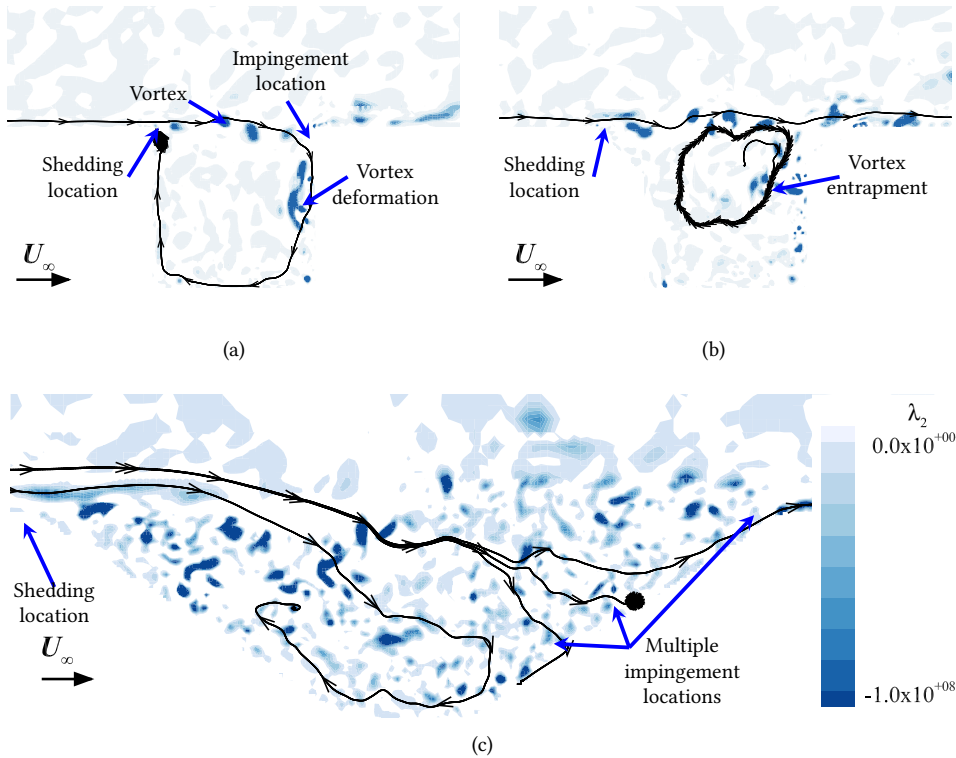 Impingement
location
Vortex
Shedding
location
Vortex
deformation
U∞
(a)
Shedding
location
Vortex
entrapment
U∞
(b)
λ₂
0.0x10⁺⁰⁰
-1.0x10⁺⁰⁸
Shedding
location
U∞
Multiple
impingement
locations
(c)